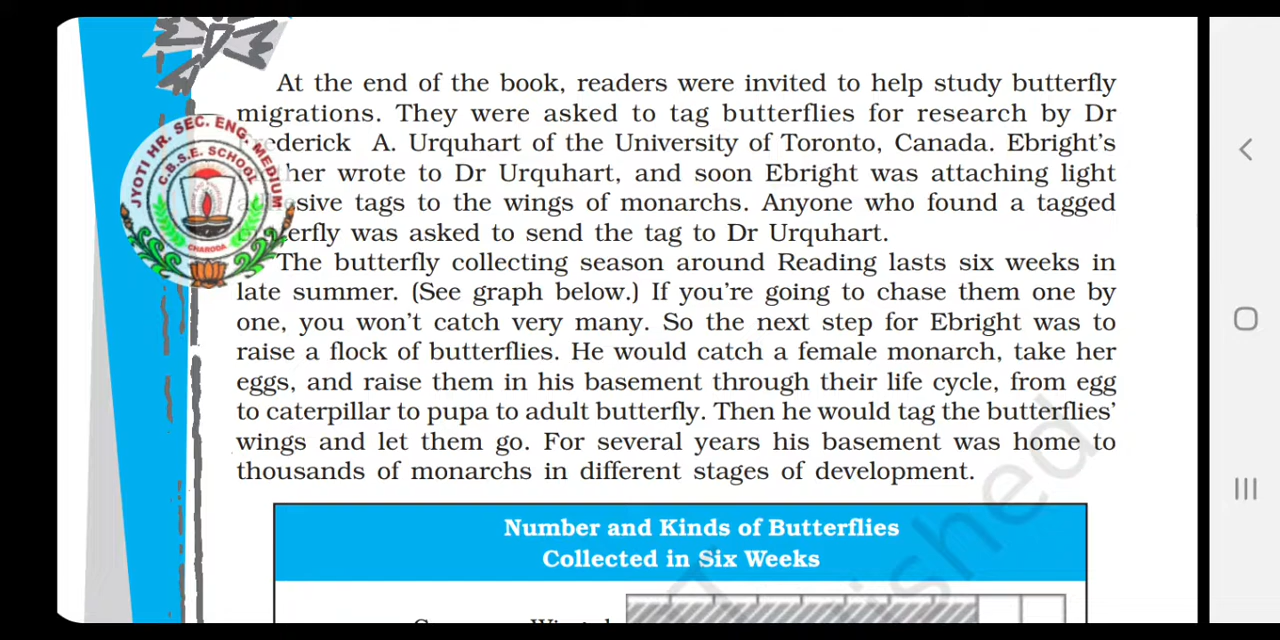 At the end of the book, readers were invited to help study butterfly
migrations. They were asked to tag butterflies for research by Dr
ederick A. Urquhart of the University of Toronto, Canada. Ebright's
her wrote to Dr Urquhart, and soon Ebright was attaching light
esive tags to the wings of monarchs. Anyone who found a tagged
erfly was asked to send the tag to Dr Urquhart.
The butterfly collecting season around Reading lasts six weeks in
late summer. (See graph below.) If you're going to chase them one by
one, you won't catch very many. So the next step for Ebright was to
raise a flock of butterflies. He would catch a female monarch, take her
eggs, and raise them in his basement through their life cycle, from egg
to caterpillar to pupa to adult butterfly. Then he would tag the butterflies'
wings and let them go. For several years his basement was home to
thousands of monarchs in different stages of development.
JYOTI HR. SEC. ENG. MEDIUM
C.B.S.E. SCHOOL
CHARODA
Number and Kinds of Butterflies
Collected in Six Weeks